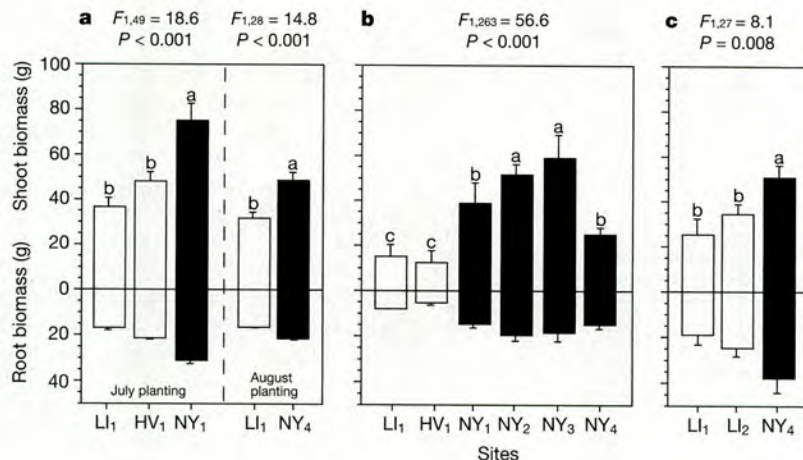 a F₁,₄₉ = 18.6 F₁,₂₈ = 14.8
P < 0.001 P < 0.001
b F₁,₂₆₃ = 56.6
P < 0.001
c F₁,₂₇ = 8.1
P = 0.008
Shoot biomass (g)
Root biomass (g)
100
80
60
40
20
0
20
40
b b a b a
July planting
August
planting
LI₁ HV₁ NY₁ LI₁ NY₄
c c b a a b
LI₁ HV₁ NY₁ NY₂ NY₃ NY₄
b b a
LI₁ LI₂ NY₄
Sites